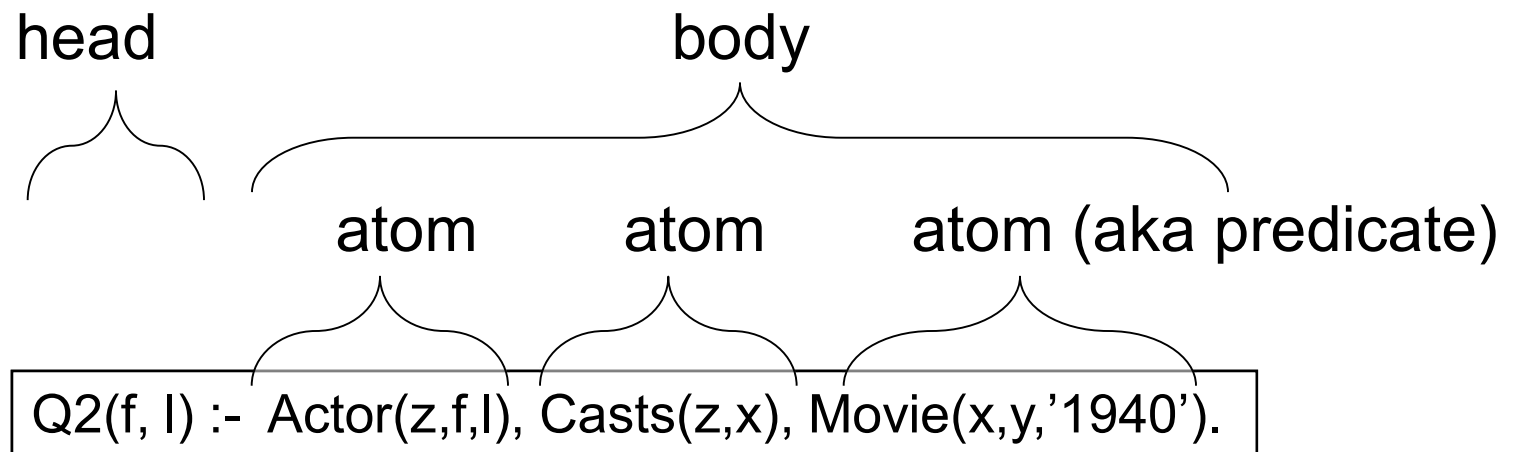 head body
atom atom atom (aka predicate)
Q2(f, l) :- Actor(z,f,l), Casts(z,x), Movie(x,y,’1940’).